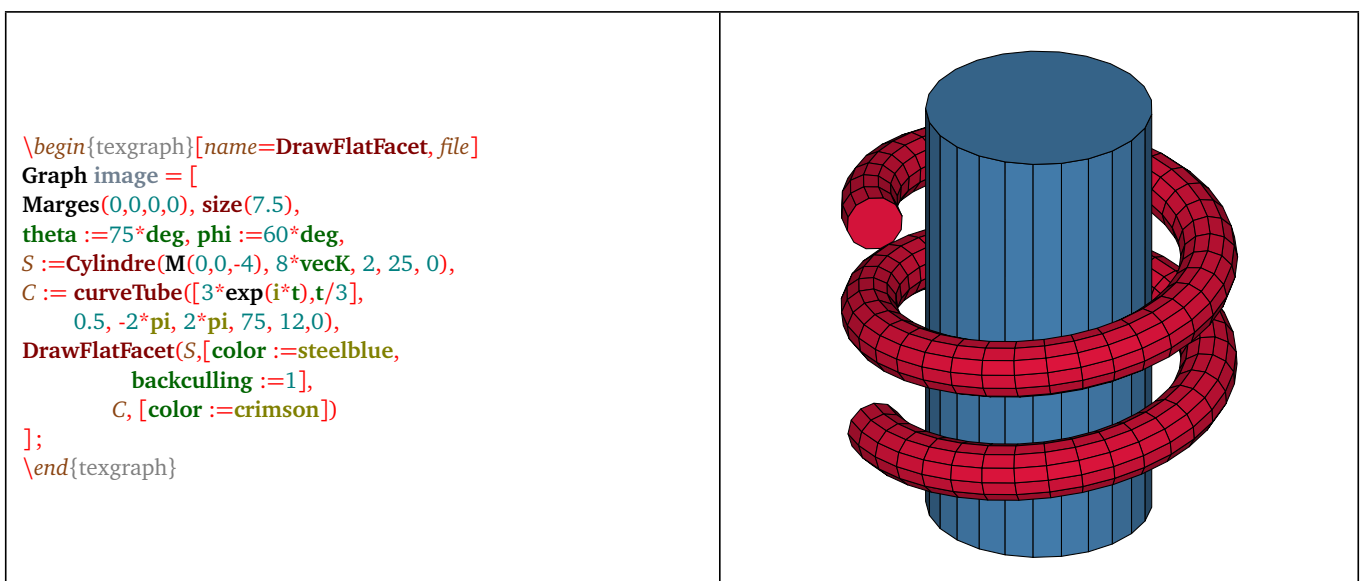 \begin{texgraph}[name=DrawFlatFacet, file]
Graph image = [
Marges(0,0,0,0), size(7.5),
theta :=75*deg, phi :=60*deg,
S :=Cylindre(M(0,0,-4), 8*vecK, 2, 25, 0),
C := curveTube([3*exp(i*t),t/3],
0.5, -2*pi, 2*pi, 75, 12,0),
DrawFlatFacet(S,[color :=steelblue,
backculling :=1],
C, [color :=crimson])
];
\end{texgraph}